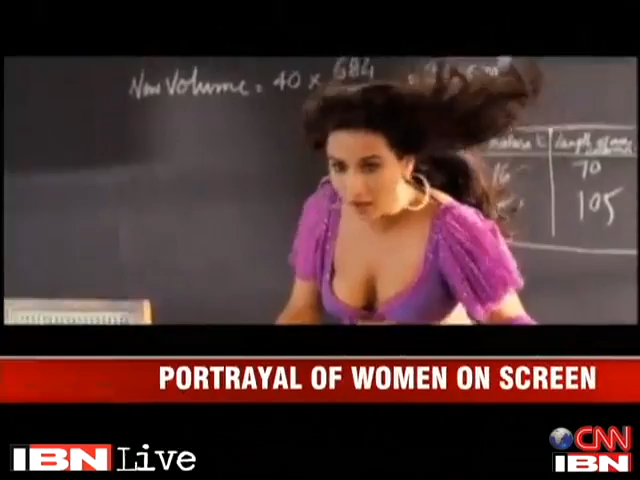 New Volume = 40 × 684
70
105
PORTRAYAL OF WOMEN ON SCREEN
IBN Live
CNN
IBN